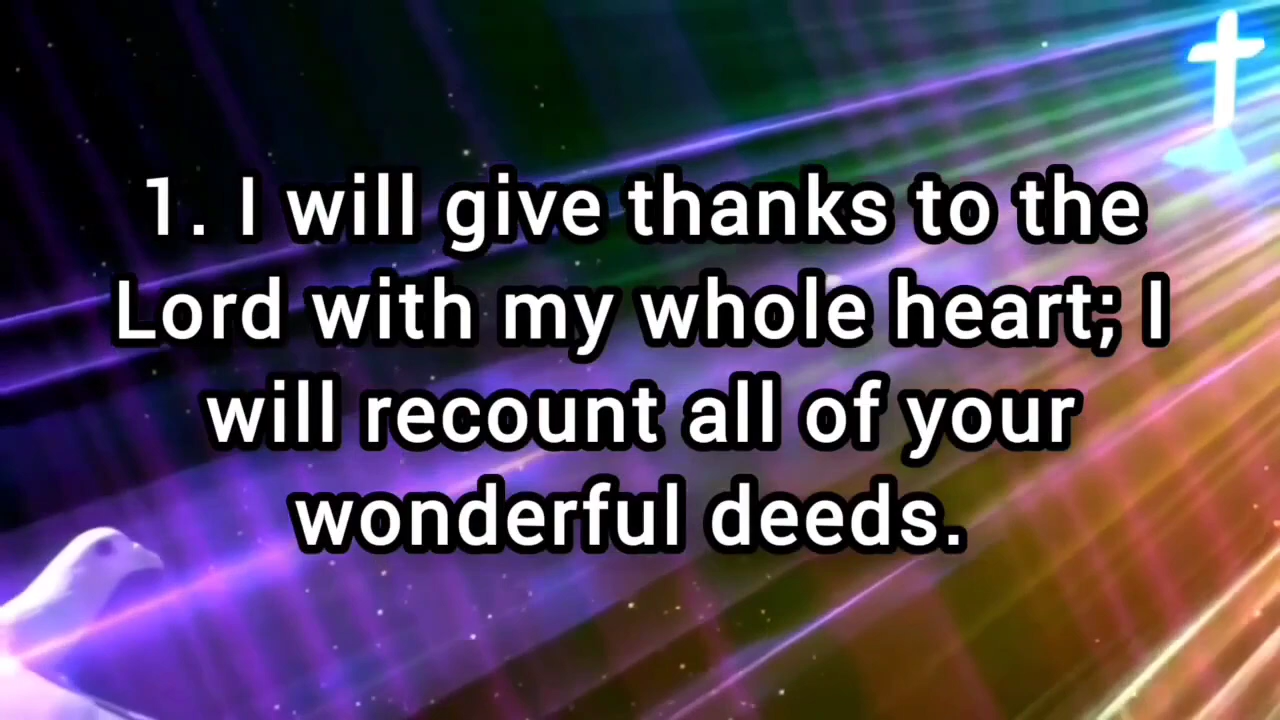 1. I will give thanks to the
Lord with my whole heart; I
will recount all of your
wonderful deeds.